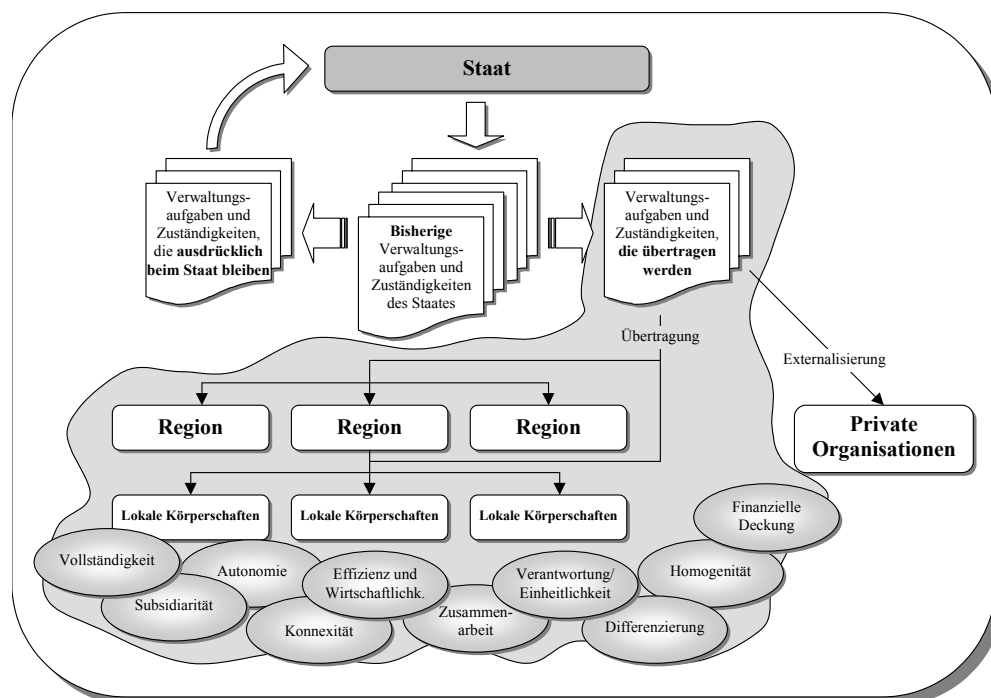 Staat
Verwaltungs-
aufgaben und
Zuständigkeiten,
die ausdrücklich
beim Staat bleiben
Bisherige
Verwaltungs-
aufgaben und
Zuständigkeiten
des Staates
Verwaltungs-
aufgaben und
Zuständigkeiten,
die übertragen
werden
Übertragung
Externalisierung
Region
Region
Region
Private
Organisationen
Lokale Körperschaften
Lokale Körperschaften
Lokale Körperschaften
Finanzielle
Deckung
Vollständigkeit
Autonomie
Effizienz und
Wirtschaftlichk.
Verantwortung/
Einheitlichkeit
Homogenität
Subsidiarität
Konnexität
Zusammen-
arbeit
Differenzierung